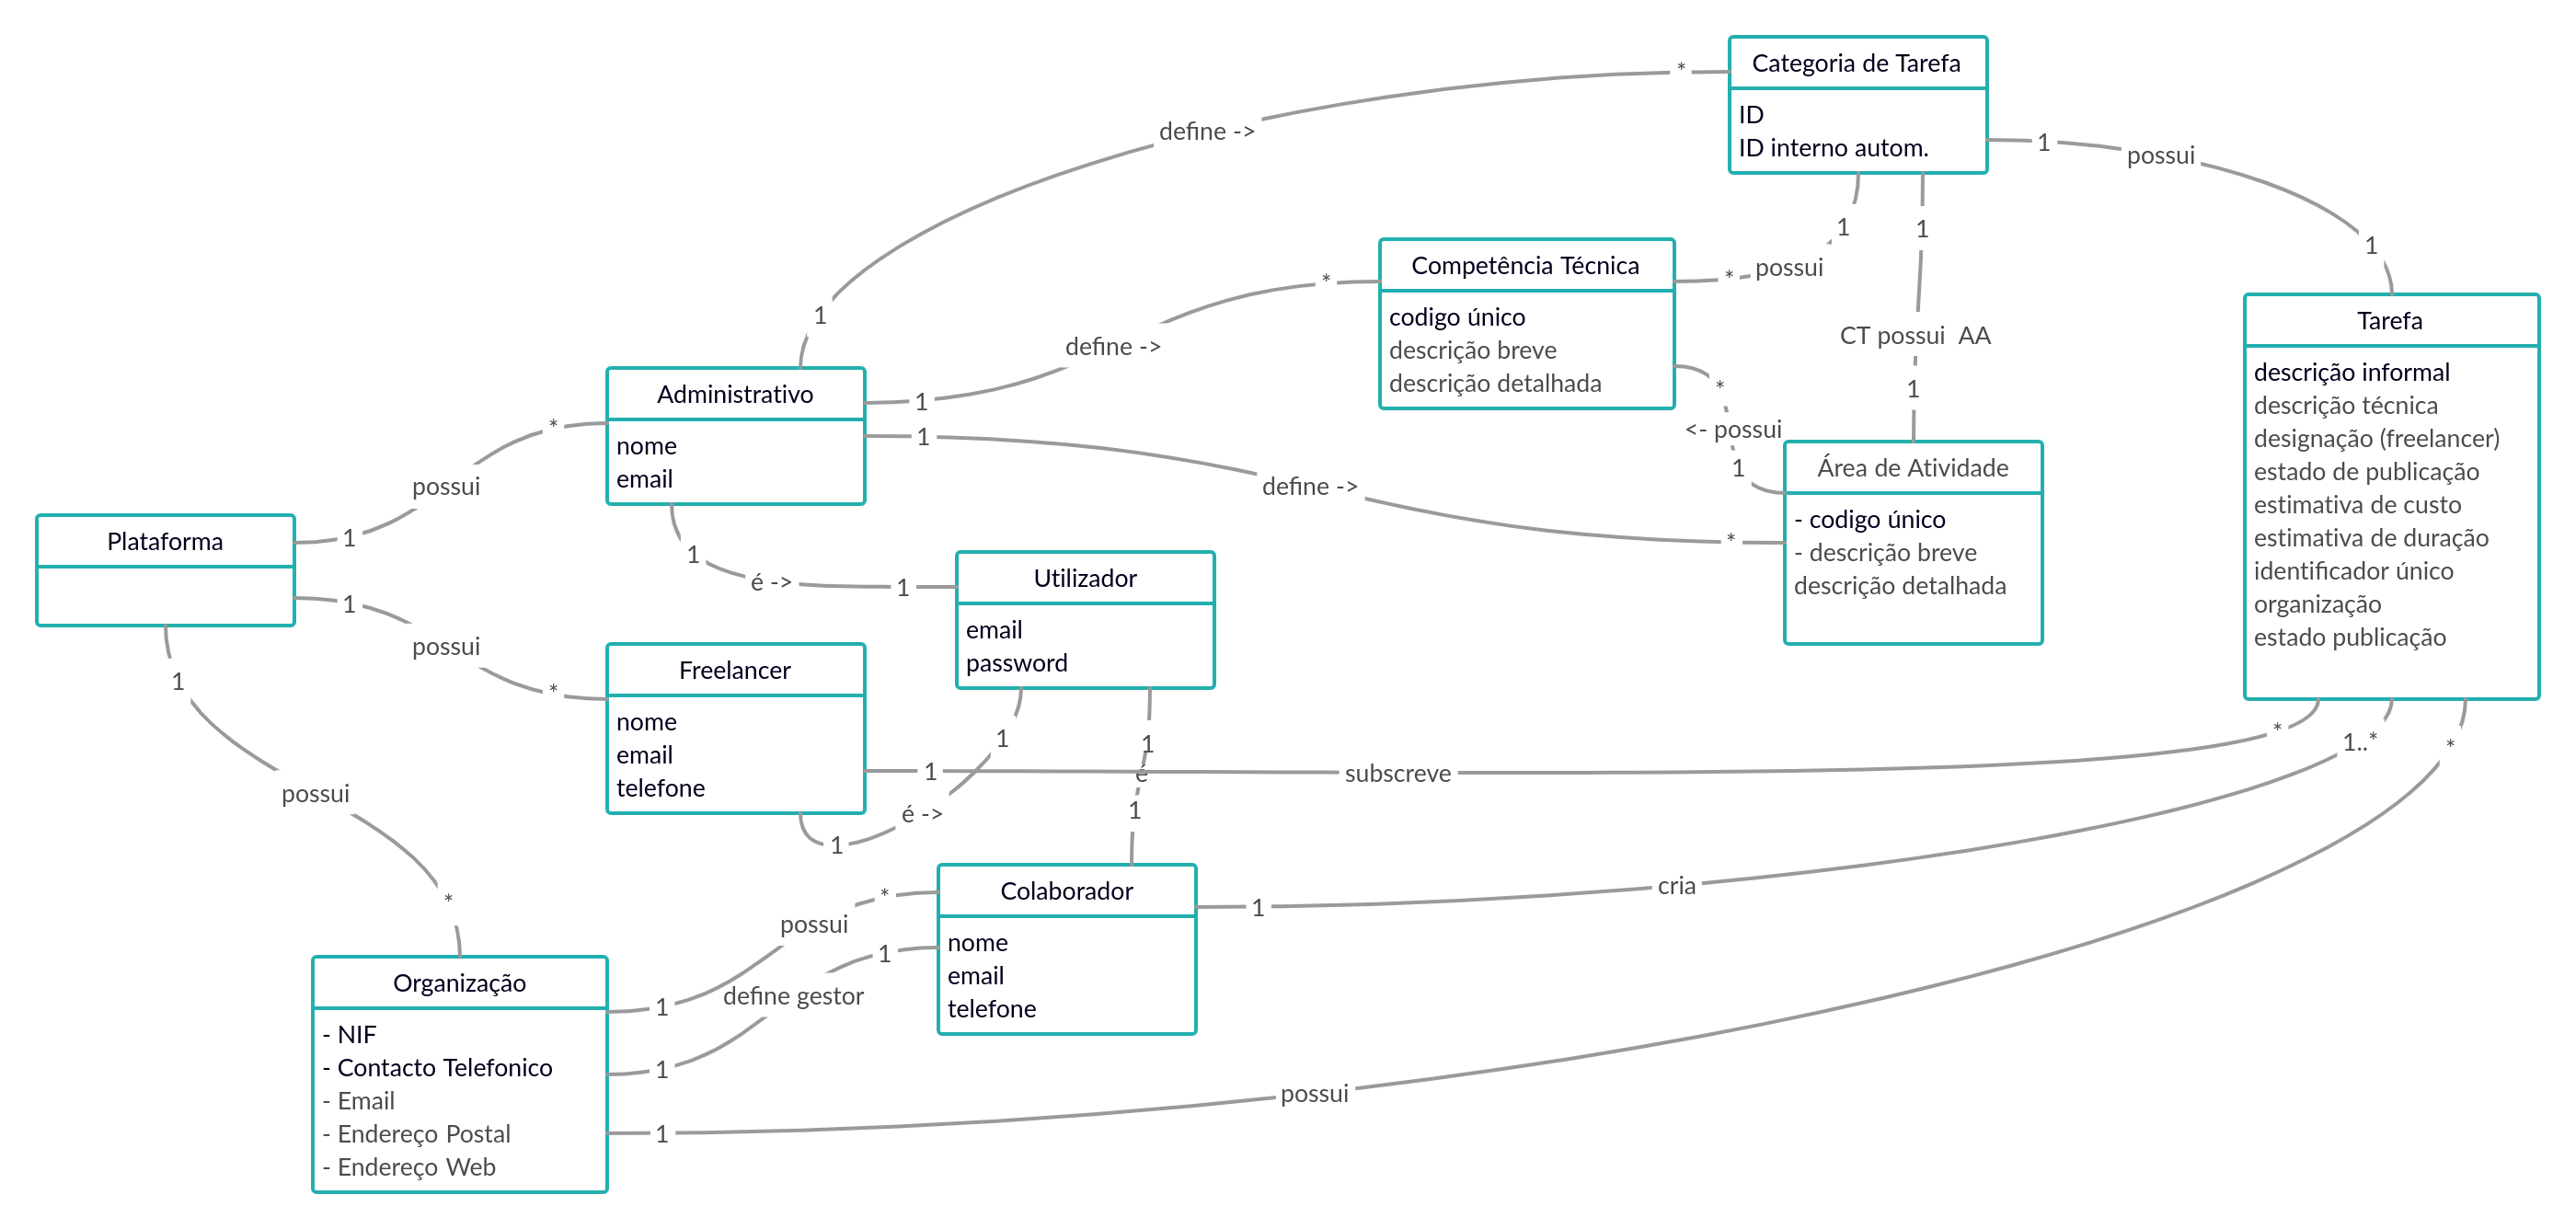 Categoria de Tarefa
ID
ID interno autom.
*
define ->
1
1
possui
1
Competência Técnica
codigo único
descrição breve
descrição detalhada
*
define ->
1
1
possui
*
1
CT possui  AA
1
*
<- possui
1
Tarefa
descrição informal
descrição técnica
designação (freelancer)
estado de publicação
estimativa de custo
estimativa de duração
identificador único
organização
estado publicação
Administrativo
nome
email
*
possui
1
1
define ->
*
Área de Atividade
- codigo único
- descrição breve
descrição detalhada
Plataforma
1
é ->
1
Utilizador
email
password
1
possui
*
Freelancer
nome
email
telefone
1
subscreve
*
1
é ->
1
1
é
1
1
possui
*
Colaborador
nome
email
telefone
1
cria
1..*
*
possui
1
1
define gestor
1
Organização
- NIF
- Contacto Telefonico
- Email
- Endereço Postal
- Endereço Web
1
possui
*